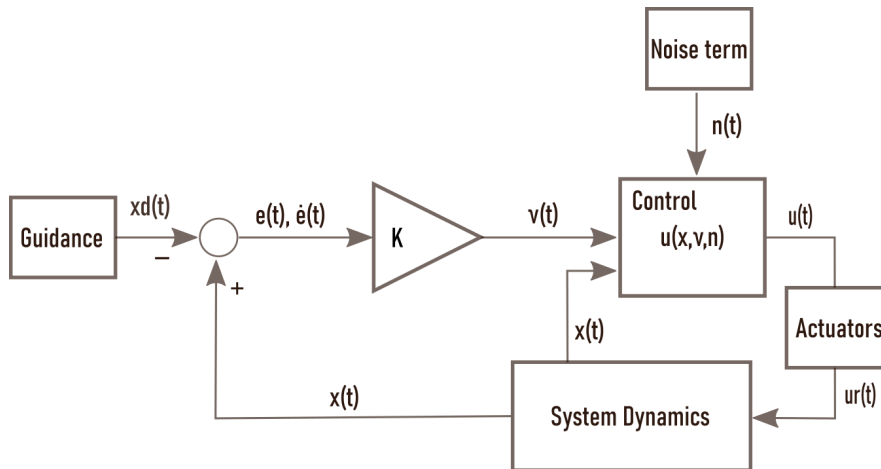 Noise term
n(t)
xd(t)
Guidance
−
+
e(t), ė(t)
K
v(t)
Control
u(x,v,n)
u(t)
x(t)
Actuators
ur(t)
x(t)
System Dynamics